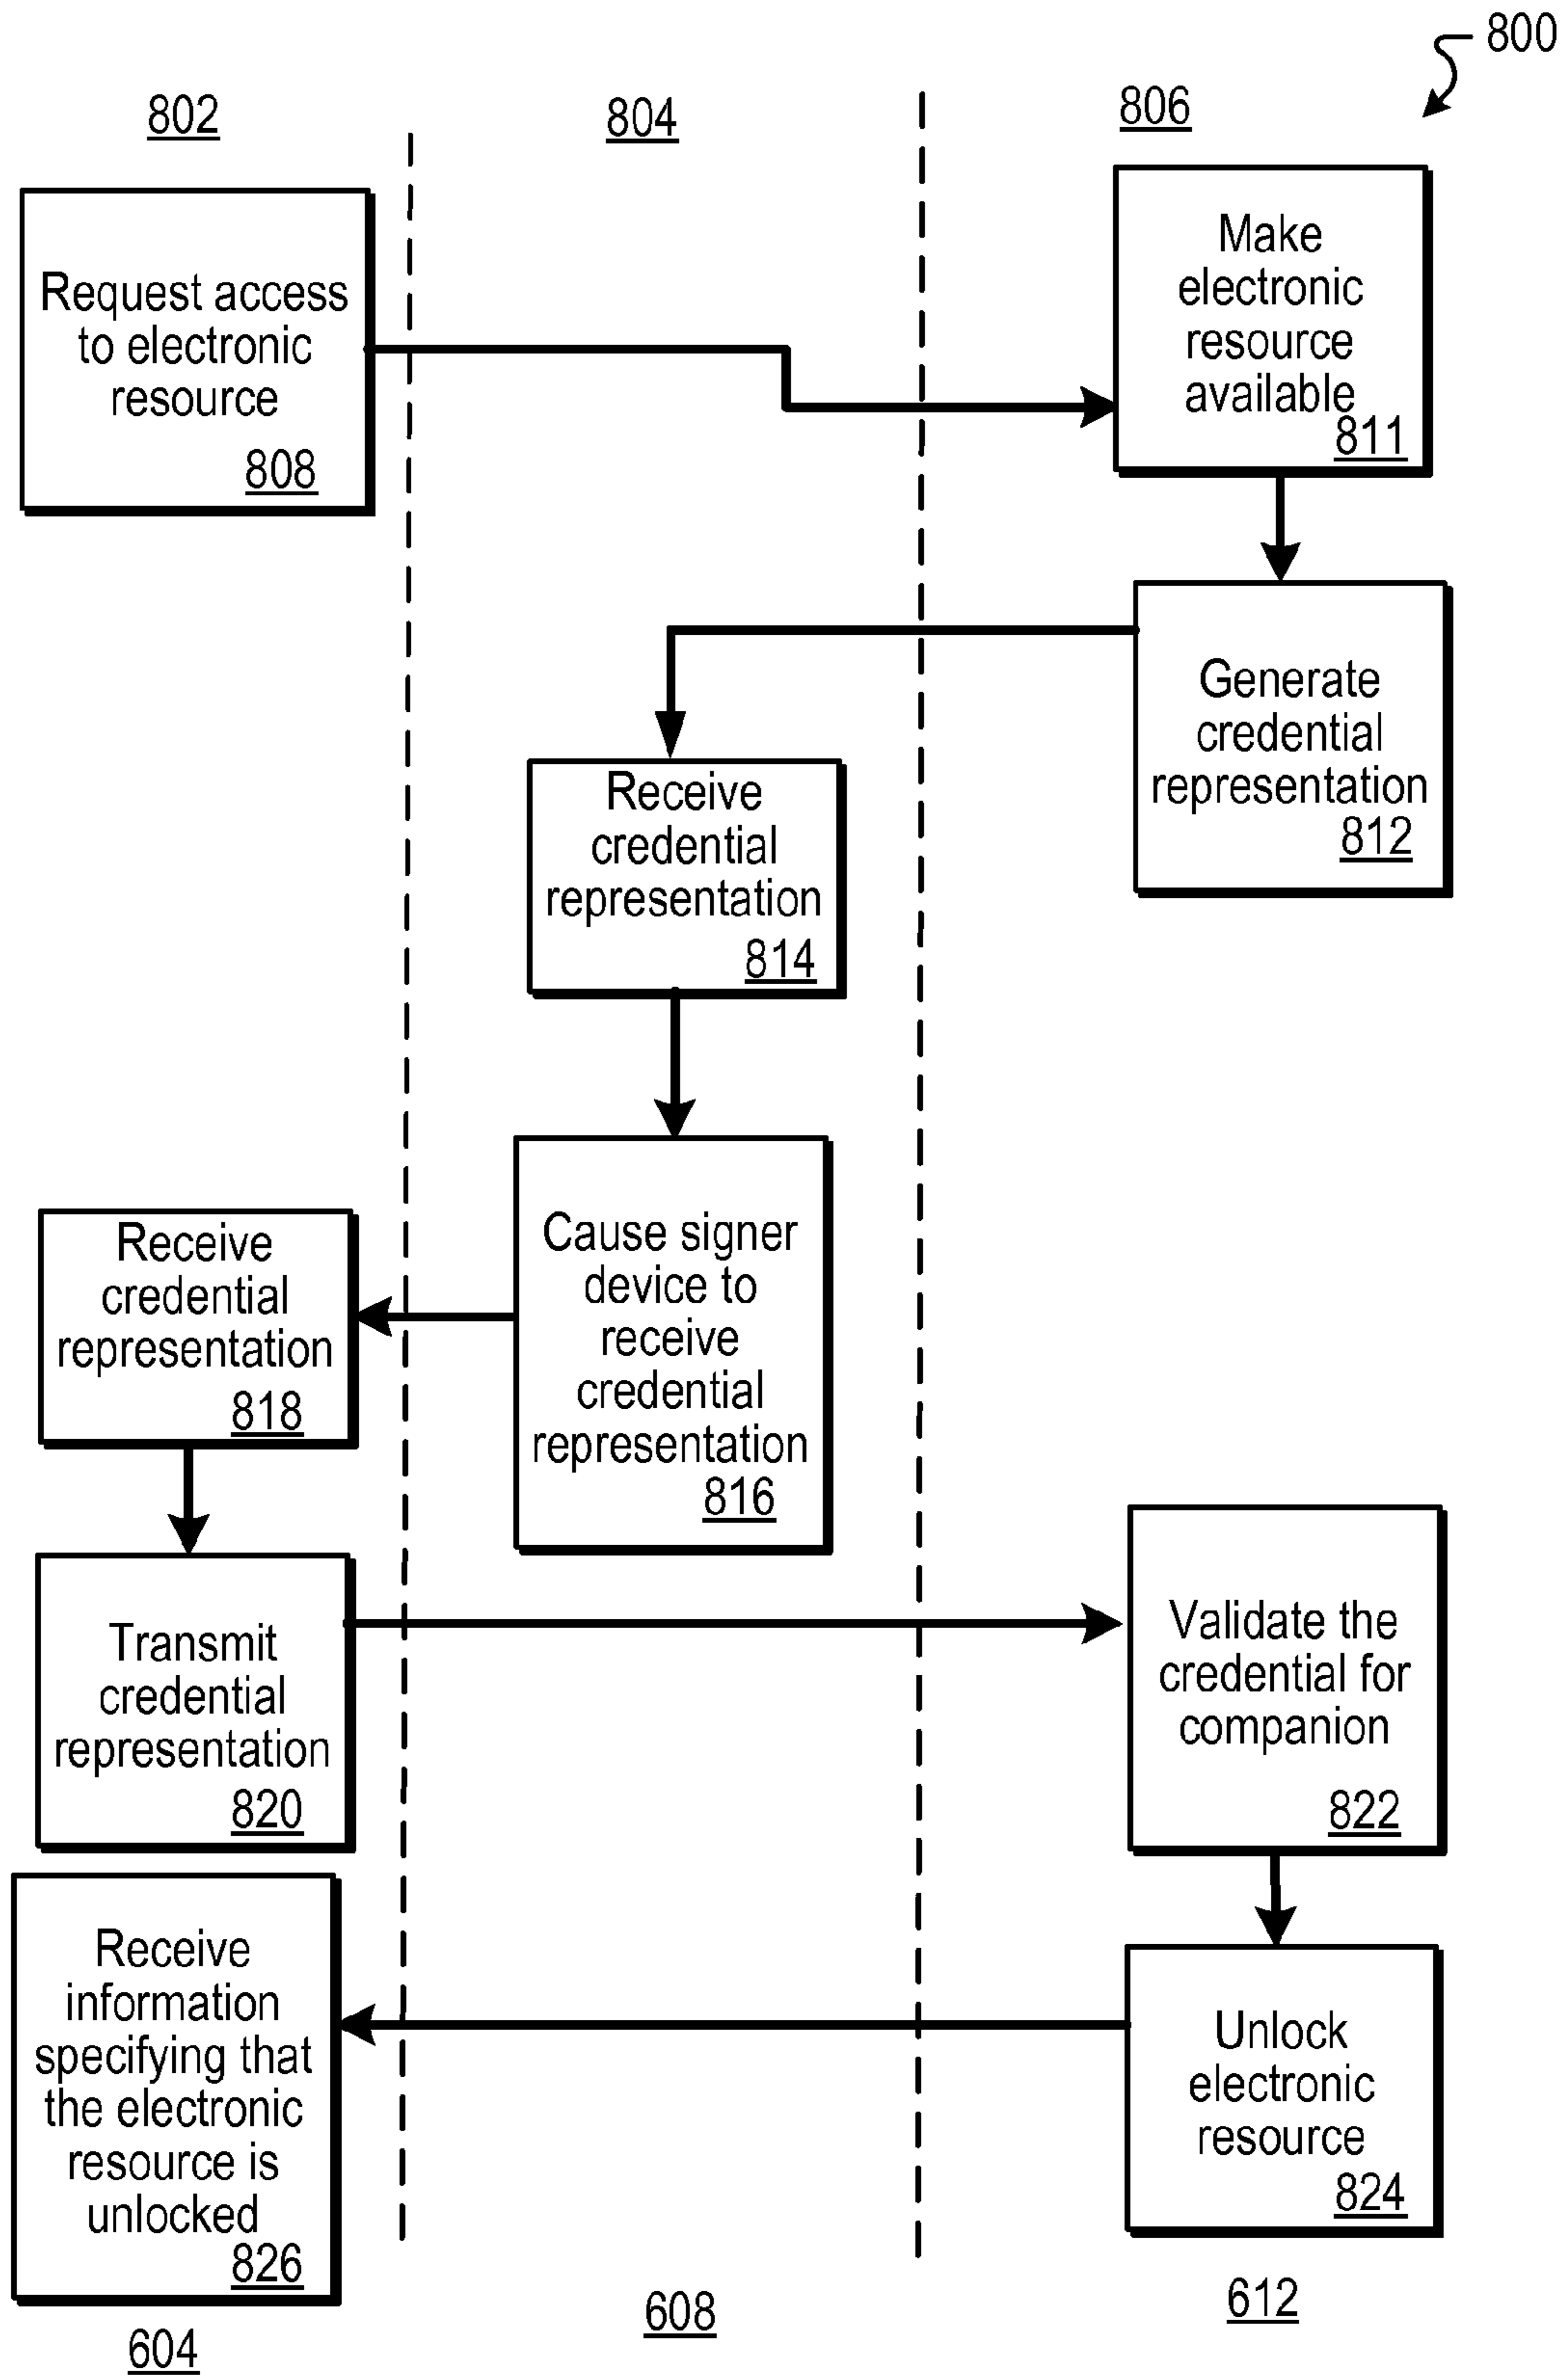 800
802
804
806
Request access
to electronic
resource
808
Make
electronic
resource
available
811
Generate
credential
representation
812
Receive
credential
representation
814
Cause signer
device to
receive
credential
representation
816
Receive
credential
representation
818
Transmit
credential
representation
820
Validate the
credential for
companion
822
Unlock
electronic
resource
824
Receive
information
specifying that
the electronic
resource is
unlocked
826
604
608
612